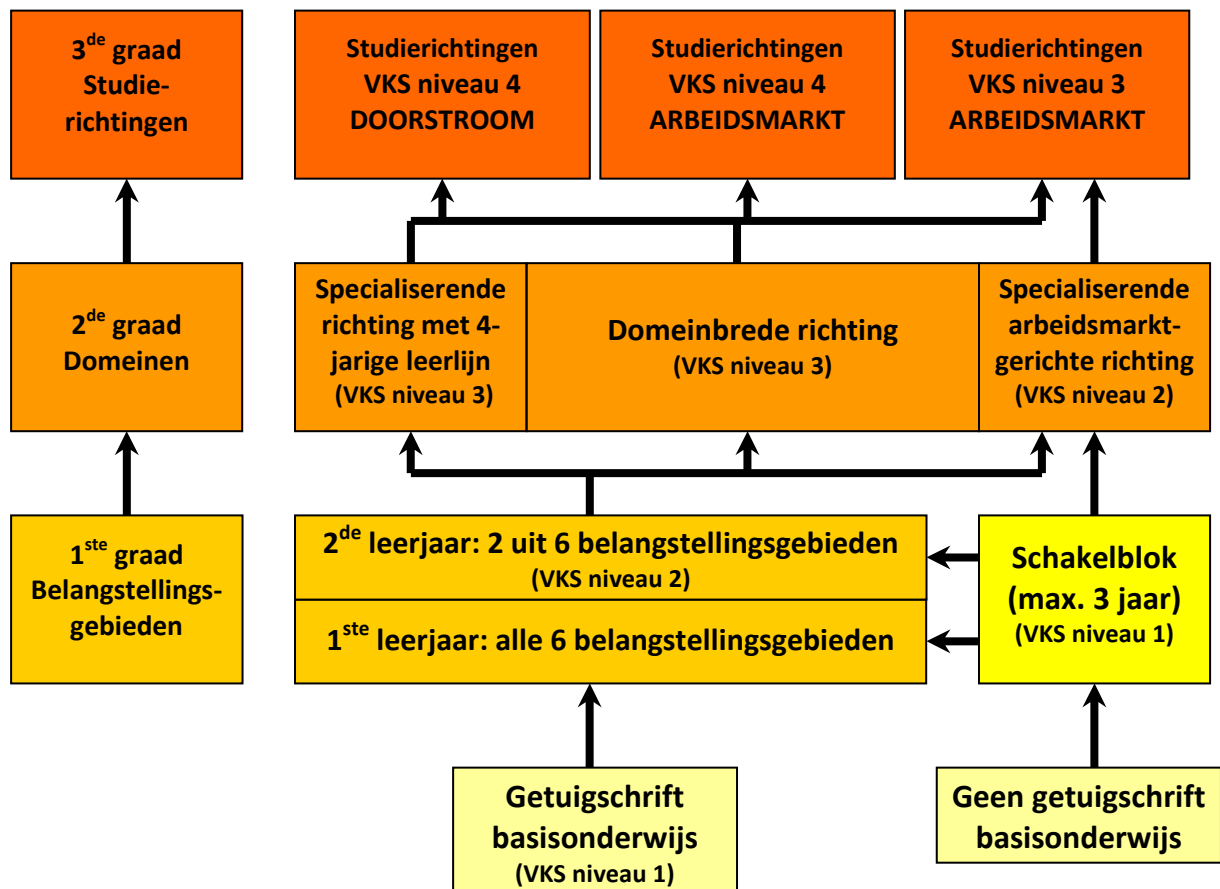 3de graad
Studie-
richtingen
Studierichtingen
VKS niveau 4
DOORSTROOM
Studierichtingen
VKS niveau 4
ARBEIDSMARKT
Studierichtingen
VKS niveau 3
ARBEIDSMARKT
2de graad
Domeinen
Specialiserende
richting met 4-
jarige leerlijn
(VKS niveau 3)
Domeinbrede richting
(VKS niveau 3)
Specialiserende
arbeidsmarkt-
gerichte richting
(VKS niveau 2)
1ste graad
Belangstellings-
gebieden
2de leerjaar: 2 uit 6 belangstellingsgebieden
(VKS niveau 2)
1ste leerjaar: alle 6 belangstellingsgebieden
Schakelblok
(max. 3 jaar)
(VKS niveau 1)
Getuigschrift
basisonderwijs
(VKS niveau 1)
Geen getuigschrift
basisonderwijs